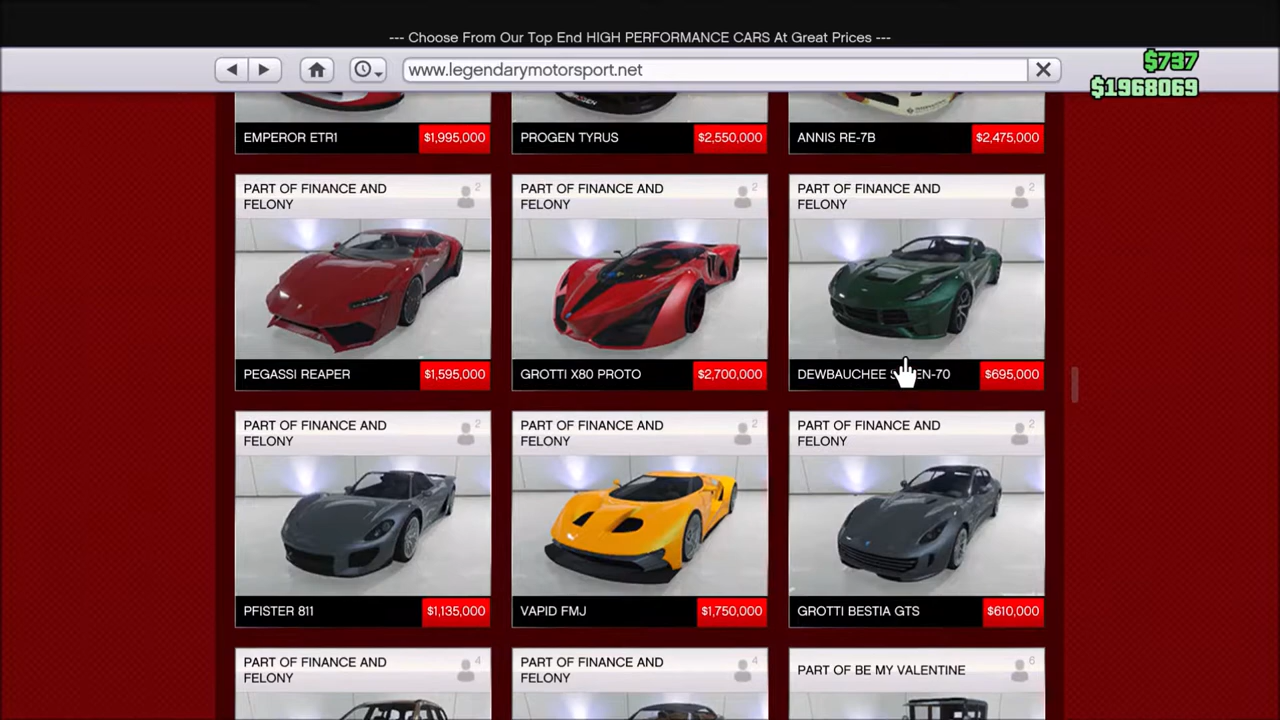 --- Choose From Our Top End HIGH PERFORMANCE CARS At Great Prices ---
www.legendarymotorsport.net
$737
$1968069
EMPEROR ETR1 $1,995,000
PROGEN TYRUS $2,550,000
ANNIS RE-7B $2,475,000
PART OF FINANCE AND
FELONY
2
PART OF FINANCE AND
FELONY
2
PART OF FINANCE AND
FELONY
2
PEGASSI REAPER $1,595,000
GROTTI X80 PROTO $2,700,000
DEWBAUCHEE EN-70 $695,000
PART OF FINANCE AND
FELONY
2
PART OF FINANCE AND
FELONY
2
PART OF FINANCE AND
FELONY
2
PFISTER 811 $1,135,000
VAPID FMJ $1,750,000
GROTTI BESTIA GTS $610,000
PART OF FINANCE AND
FELONY
4
PART OF FINANCE AND
FELONY
4
PART OF BE MY VALENTINE
6